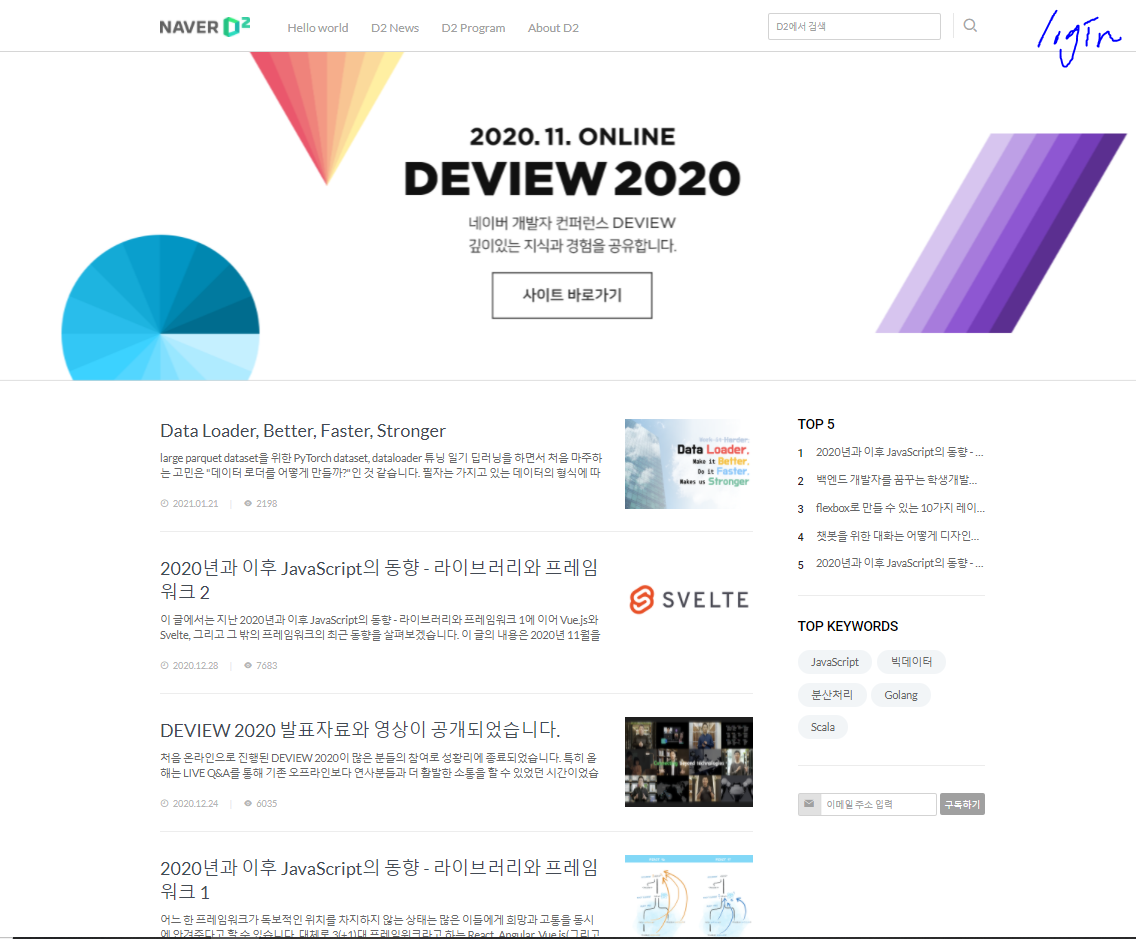 NAVER D2
Hello world
D2 News
D2 Program
About D2
D2에서 검색
login
2020. 11. ONLINE
DEVIEW 2020
네이버 개발자 컨퍼런스 DEVIEW
깊이있는 지식과 경험을 공유합니다.
사이트 바로가기
Data Loader, Better, Faster, Stronger
large parquet dataset을 위한 PyTorch dataset, dataloader 튜닝 일기 딥러닝을 하면서 처음 마주하
는 고민은 "데이터 로더를 어떻게 만들까?"인 것 같습니다. 필자는 가지고 있는 데이터의 형식에 따
2021.01.21 | 2198
Work it Harder.
Data Loader.
Make it Better.
Do it Faster.
Makes us Stronger
2020년과 이후 JavaScript의 동향 - 라이브러리와 프레임
워크 2
이 글에서는 지난 2020년과 이후 JavaScript의 동향 - 라이브러리와 프레임워크 1에 이어 Vue.js와
Svelte, 그리고 그 밖의 프레임워크의 최근 동향을 살펴보겠습니다. 이 글의 내용은 2020년 11월을
2020.12.28 | 7683
SVELTE
DEVIEW 2020 발표자료와 영상이 공개되었습니다.
처음 온라인으로 진행된 DEVIEW 2020이 많은 분들의 참여로 성황리에 종료되었습니다. 특히 올
해는 LIVE Q&A를 통해 기존 오프라인보다 연사분들과 더 활발한 소통을 할 수 있었던 시간이었습
2020.12.24 | 6035
2020년과 이후 JavaScript의 동향 - 라이브러리와 프레임
워크 1
어느 한 프레임워크가 독보적인 위치를 차지하지 않는 상태는 많은 이들에게 희망과 고통을 동시
에 안겨준다고 할 수 있습니다. 대체로 3(+1)대 프레임워크라고 하는 React, Angular, Vue.js(그리고
TOP 5
1 2020년과 이후 JavaScript의 동향 - ...
2 백엔드 개발자를 꿈꾸는 학생개발...
3 flexbox로 만들 수 있는 10가지 레이...
4 챗봇을 위한 대화는 어떻게 디자인...
5 2020년과 이후 JavaScript의 동향 - ...
TOP KEYWORDS
JavaScript
빅데이터
분산처리
Golang
Scala
이메일 주소 입력
구독하기